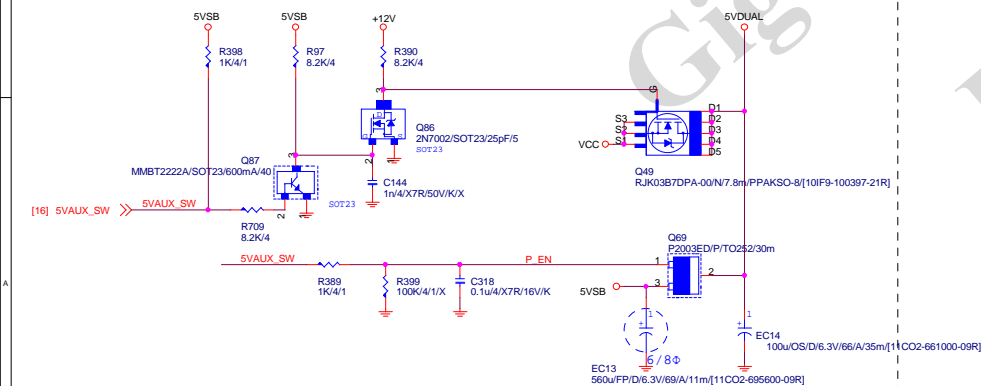 5VSB
5VSB
+12V
5VDUAL
Gig
R398
1K/4/1
R97
8.2K/4
R390
8.2K/4
3
D
G
S
2
1
Q86
2N7002/SOT23/25pF/5
SOT23
G
S3
S2
S1
D1
D2
D3
D4
D5
VCC
Q49
RJK03B7DPA-00/N/7.8m/PPAKSO-8/[10IF9-100397-21R]
3
Q87
MMBT2222A/SOT23/600mA/40
2
1
SOT23
C144
1n/4/X7R/50V/K/X
[16] 5VAUX_SW
5VAUX_SW
R709
8.2K/4
Q69
P2003ED/P/TO252/30m
5VAUX_SW
P_EN
1
2
3
R389
1K/4/1
R399
100K/4/1/X
C318
0.1u/4/X7R/16V/K
5VSB
A
1
+
6/8Φ
EC13
560u/FP/D/6.3V/69/A/11m/[11CO2-695600-09R]
1
+
EC14
100u/OS/D/6.3V/66/A/35m/[11CO2-661000-09R]